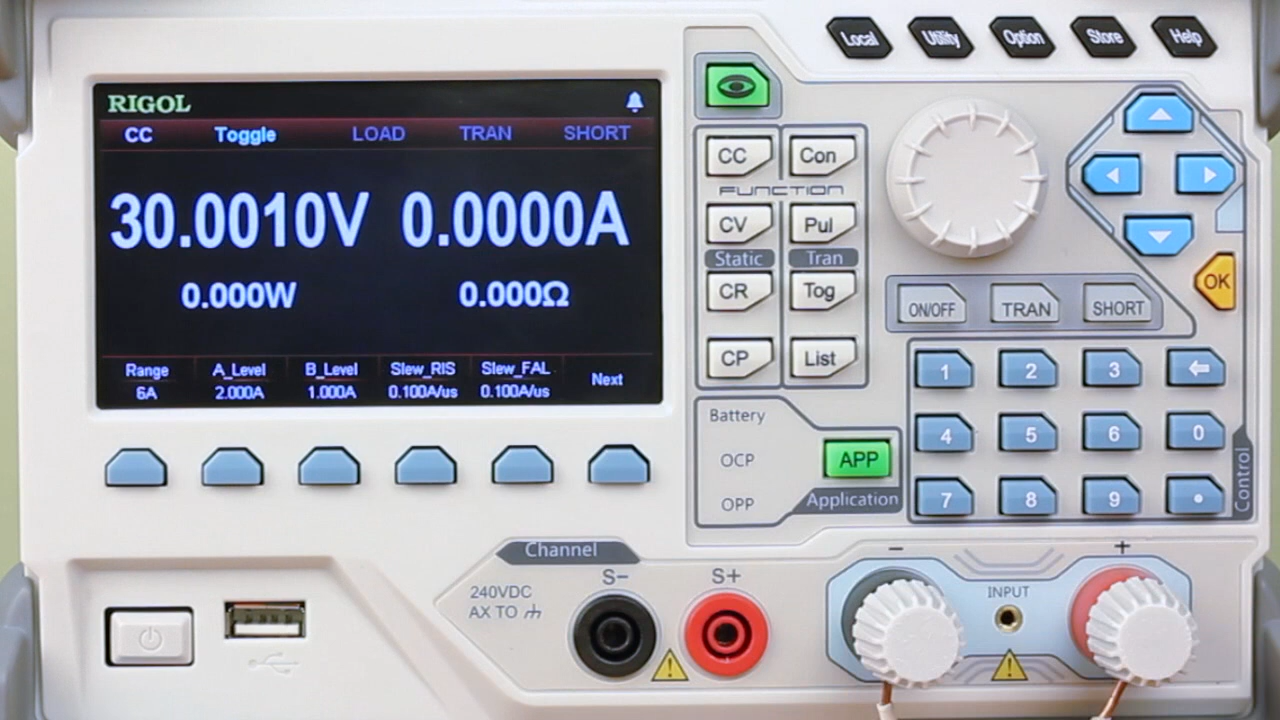 Local Utility Option Store Help
RIGOL
CC Toggle LOAD TRAN SHORT
30.0010V 0.0000A
0.000W 0.000Ω
Range A_Level B_Level Slew_RIS Slew_FAL Next
6A 2.000A 1.000A 0.100A/us 0.100A/us
CC Con
FUNCTION
CV Pul
Static Tran
CR Tog
CP List
OK
ON/OFF TRAN SHORT
1 2 3
4 5 6 0
7 8 9 •
Control
Battery
OCP
OPP
APP
Application
Channel
240VDC
AX TO
S- S+
- +
INPUT